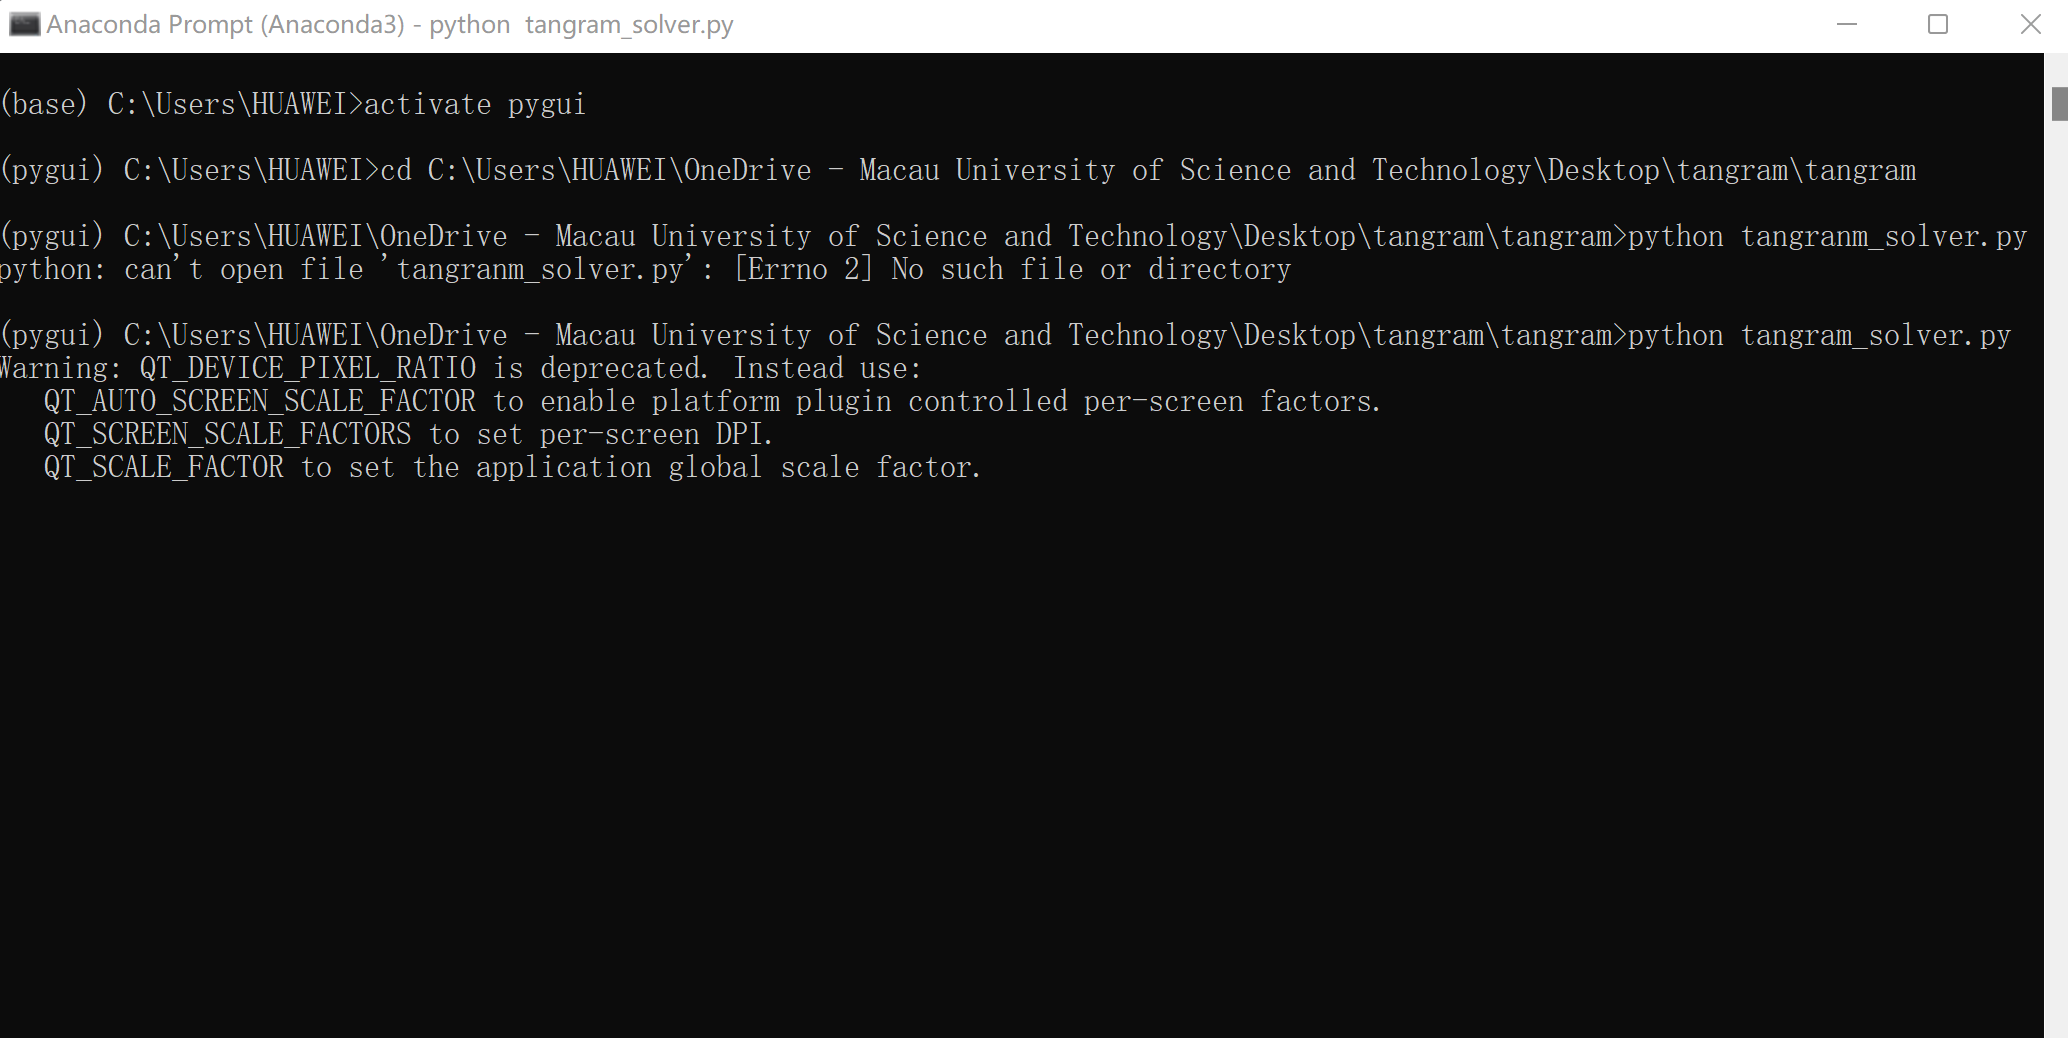 Anaconda Prompt (Anaconda3) - python  tangram_solver.py
(base) C:\Users\HUAWEI>activate pygui
(pygui) C:\Users\HUAWEI>cd C:\Users\HUAWEI\OneDrive - Macau University of Science and Technology\Desktop\tangram\tangram
(pygui) C:\Users\HUAWEI\OneDrive - Macau University of Science and Technology\Desktop\tangram\tangram>python tangranm_solver.py
python: can't open file 'tangranm_solver.py': [Errno 2] No such file or directory
(pygui) C:\Users\HUAWEI\OneDrive - Macau University of Science and Technology\Desktop\tangram\tangram>python tangram_solver.py
Warning: QT_DEVICE_PIXEL_RATIO is deprecated. Instead use:
   QT_AUTO_SCREEN_SCALE_FACTOR to enable platform plugin controlled per-screen factors.
   QT_SCREEN_SCALE_FACTORS to set per-screen DPI.
   QT_SCALE_FACTOR to set the application global scale factor.